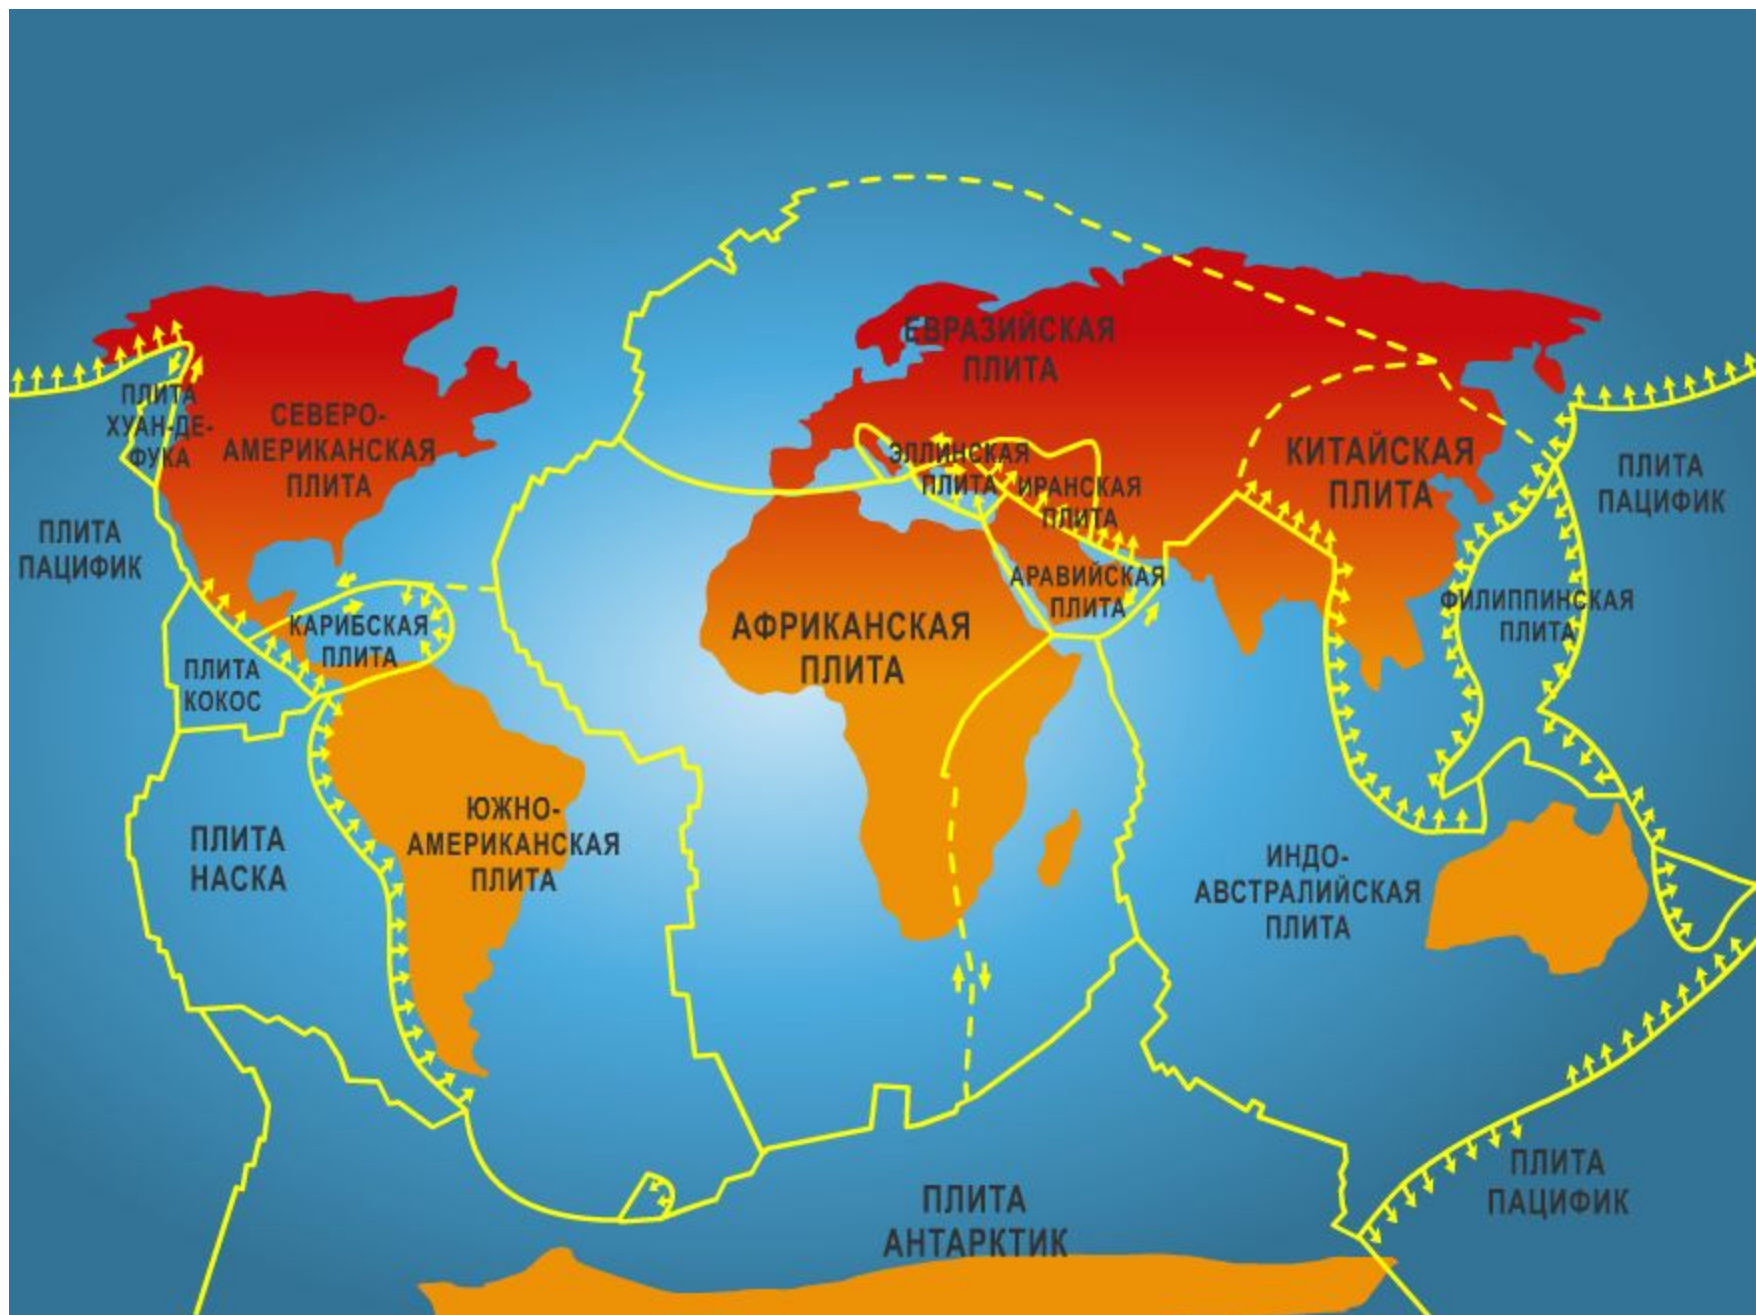 ЕВРАЗИЙСКАЯ
ПЛИТА
ПЛИТА
ХУАН-ДЕ-
ФУКА
СЕВЕРО-
АМЕРИКАНСКАЯ
ПЛИТА
ЭЛЛИНСКАЯ
ПЛИТА
ИРАНСКАЯ
ПЛИТА
КИТАЙСКАЯ
ПЛИТА
ПЛИТА
ПАЦИФИК
ПЛИТА
ПАЦИФИК
АРАВИЙСКАЯ
ПЛИТА
ФИЛИППИНСКАЯ
ПЛИТА
КАРИБСКАЯ
ПЛИТА
АФРИКАНСКАЯ
ПЛИТА
ПЛИТА
КОКОС
ПЛИТА
НАСКА
ЮЖНО-
АМЕРИКАНСКАЯ
ПЛИТА
ИНДО-
АВСТРАЛИЙСКАЯ
ПЛИТА
ПЛИТА
АНТАРКТИК
ПЛИТА
ПАЦИФИК